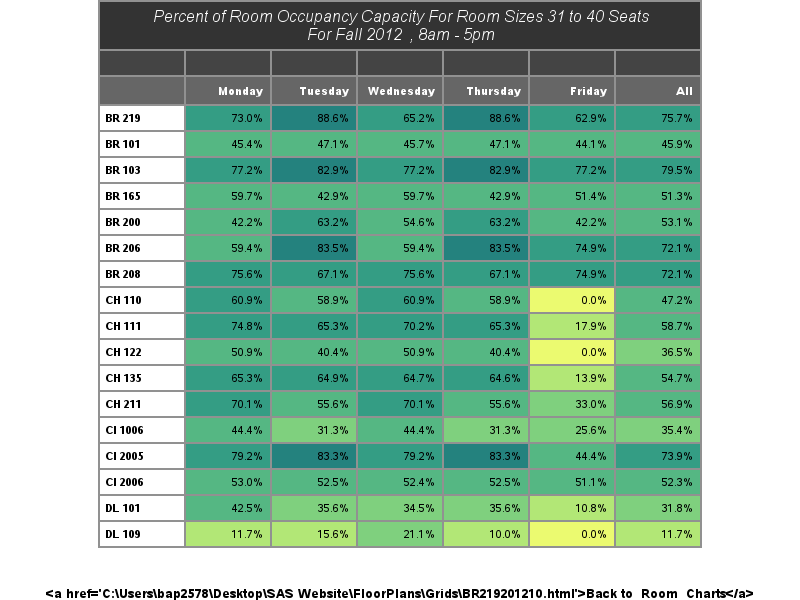 Percent of Room Occupancy Capacity For Room Sizes 31 to 40 Seats
For Fall 2012 , 8am - 5pm
Monday Tuesday Wednesday Thursday Friday All
BR 219 73.0% 88.6% 65.2% 88.6% 62.9% 75.7%
BR 101 45.4% 47.1% 45.7% 47.1% 44.1% 45.9%
BR 103 77.2% 82.9% 77.2% 82.9% 77.2% 79.5%
BR 165 59.7% 42.9% 59.7% 42.9% 51.4% 51.3%
BR 200 42.2% 63.2% 54.6% 63.2% 42.2% 53.1%
BR 206 59.4% 83.5% 59.4% 83.5% 74.9% 72.1%
BR 208 75.6% 67.1% 75.6% 67.1% 74.9% 72.1%
CH 110 60.9% 58.9% 60.9% 58.9% 0.0% 47.2%
CH 111 74.8% 65.3% 70.2% 65.3% 17.9% 58.7%
CH 122 50.9% 40.4% 50.9% 40.4% 0.0% 36.5%
CH 135 65.3% 64.9% 64.7% 64.6% 13.9% 54.7%
CH 211 70.1% 55.6% 70.1% 55.6% 33.0% 56.9%
CI 1006 44.4% 31.3% 44.4% 31.3% 25.6% 35.4%
CI 2005 79.2% 83.3% 79.2% 83.3% 44.4% 73.9%
CI 2006 53.0% 52.5% 52.4% 52.5% 51.1% 52.3%
DL 101 42.5% 35.6% 34.5% 35.6% 10.8% 31.8%
DL 109 11.7% 15.6% 21.1% 10.0% 0.0% 11.7%
<a href='C:\Users\bap2578\Desktop\SAS Website\FloorPlans\Grids\BR219201210.html'>Back to Room Charts</a>